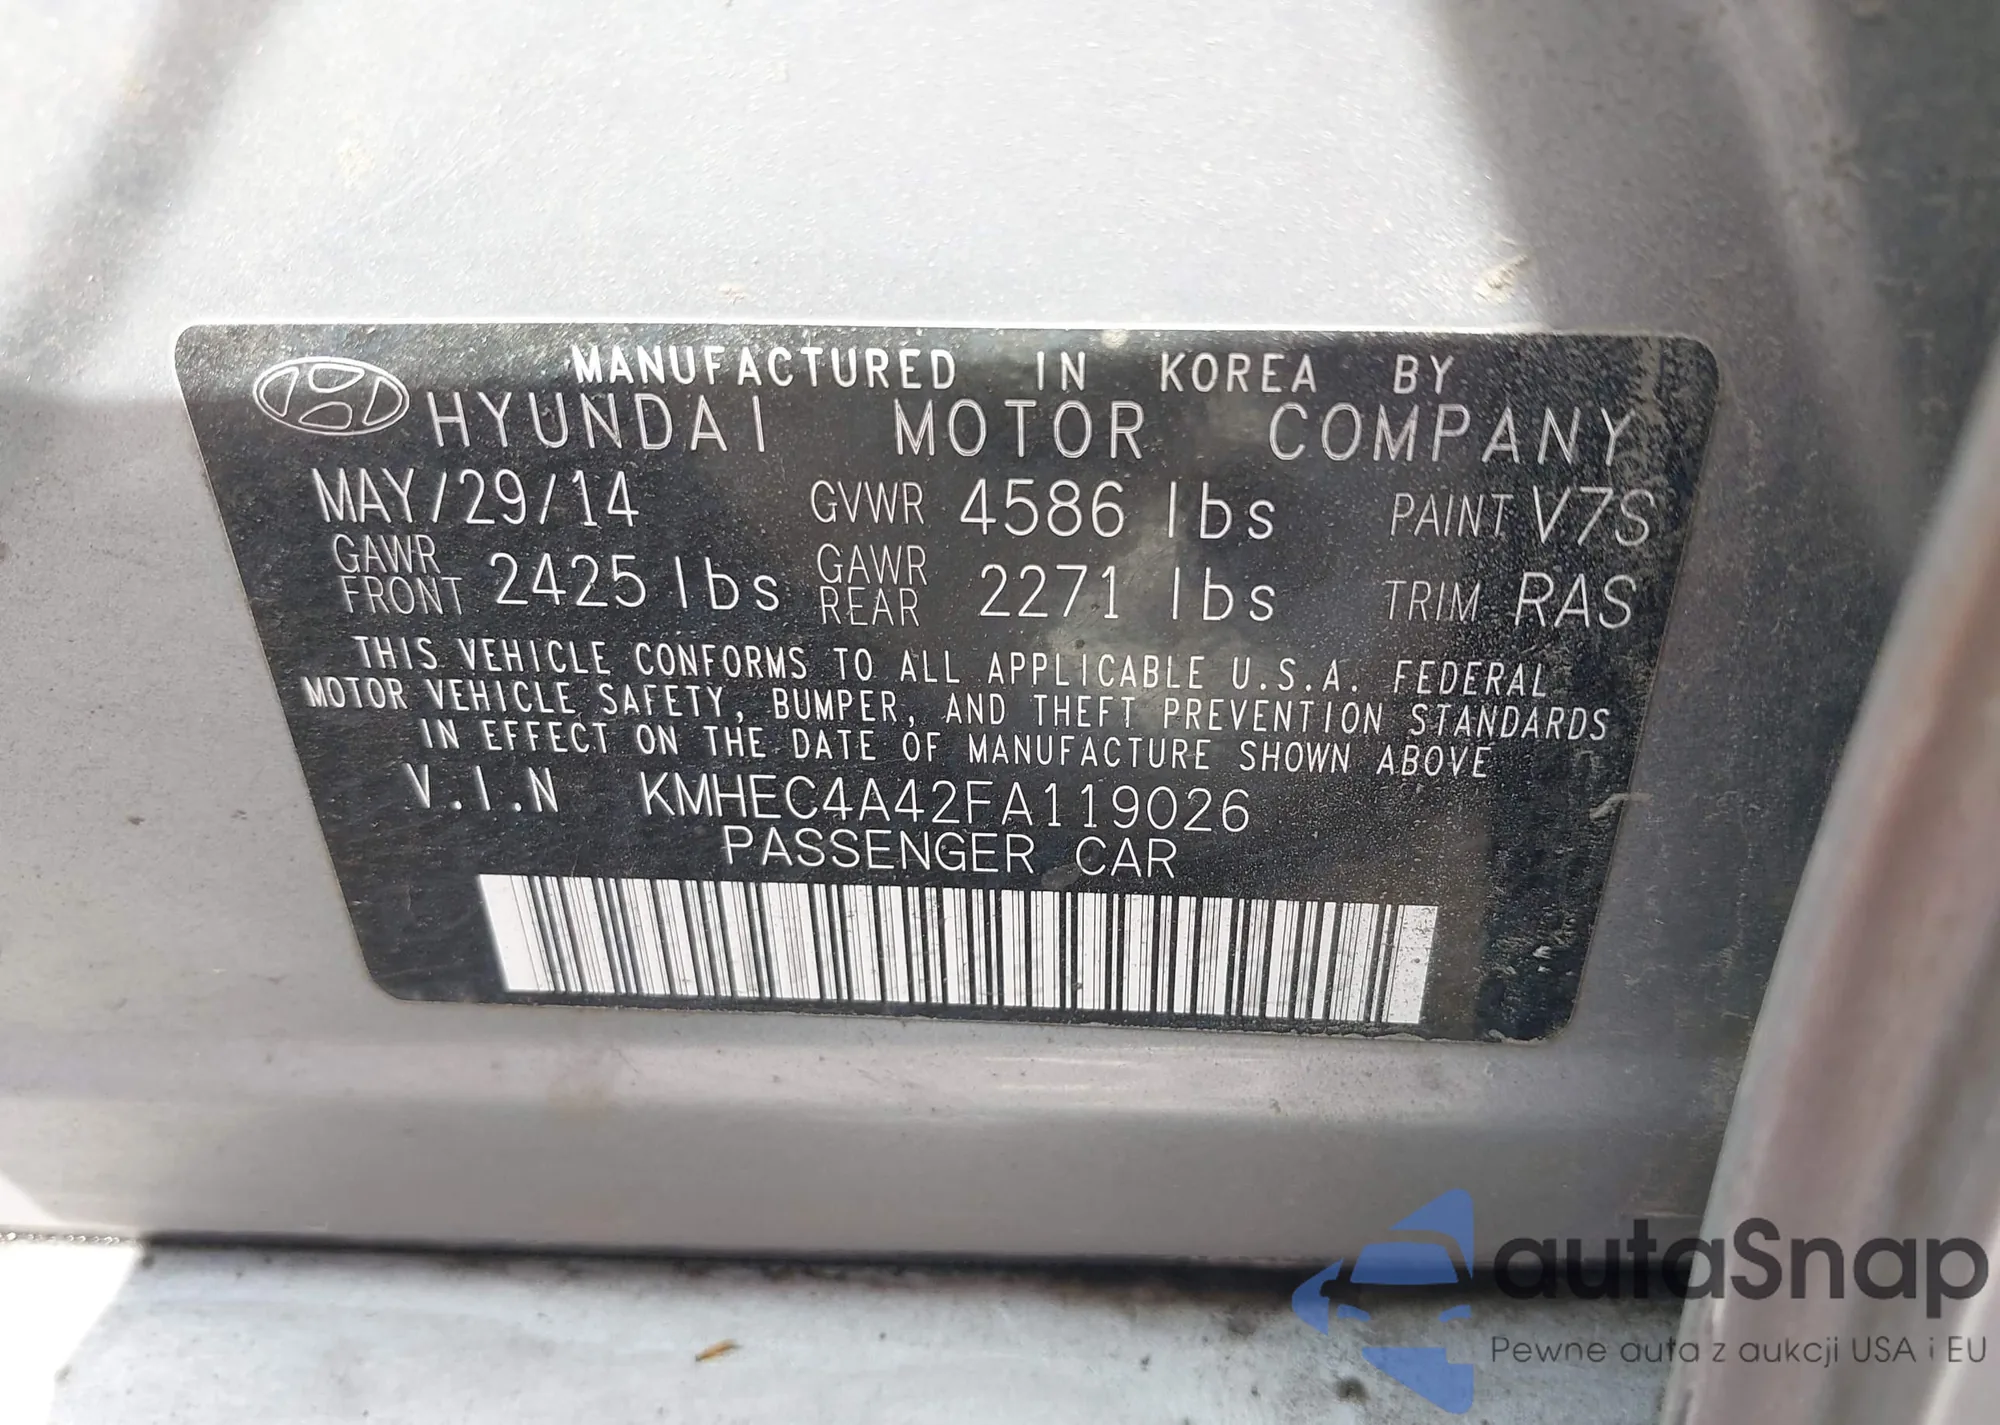 MANUFACTURED IN KOREA BY
HYUNDAI MOTOR COMPANY
MAY/29/14 GVWR 4586 lbs PAINT V7S
GAWR FRONT 2425 lbs GAWR REAR 2271 lbs TRIM RAS
THIS VEHICLE CONFORMS TO ALL APPLICABLE U.S.A. FEDERAL
MOTOR VEHICLE SAFETY, BUMPER, AND THEFT PREVENTION STANDARDS
IN EFFECT ON THE DATE OF MANUFACTURE SHOWN ABOVE
V.I.N KMHEC4A42FA119026
PASSENGER CAR
autaSnap
Pewne auta z aukcji USA i EU